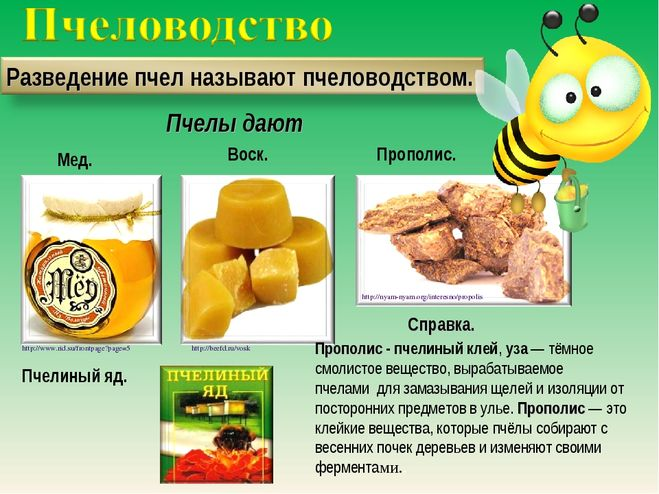 Пчеловодство
Разведение пчел называют пчеловодством.
Пчелы дают
Мед.
Воск.
Прополис.
Мёд
http://nyam-nyam.org/interesno/propolis
http://www.rid.su/frontpage?page=5
http://beefd.ru/vosk
Справка.
Прополис - пчелиный клей, уза — тёмное
смолистое вещество, вырабатываемое
пчелами для замазывания щелей и изоляции от
посторонних предметов в улье. Прополис — это
клейкие вещества, которые пчёлы собирают с
весенних почек деревьев и изменяют своими
ферментами.
Пчелиный яд.
ПЧЕЛИНЫЙ
ЯД